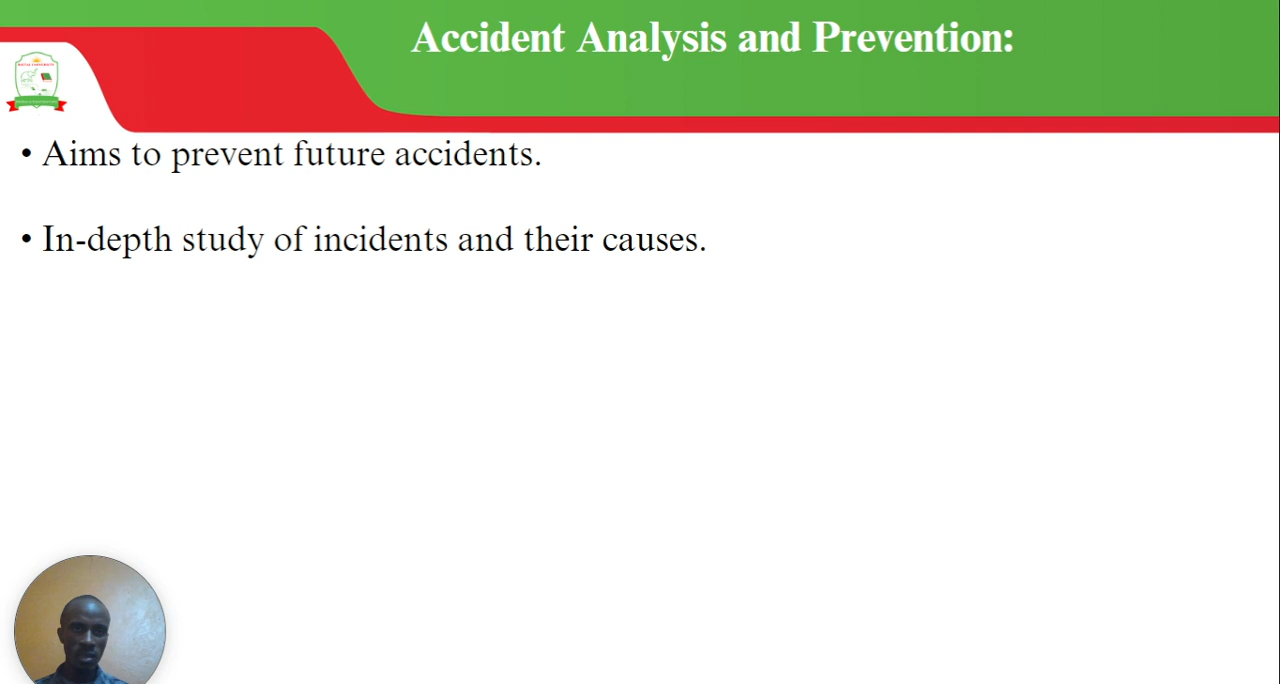 Accident Analysis and Prevention:
• Aims to prevent future accidents.
• In-depth study of incidents and their causes.